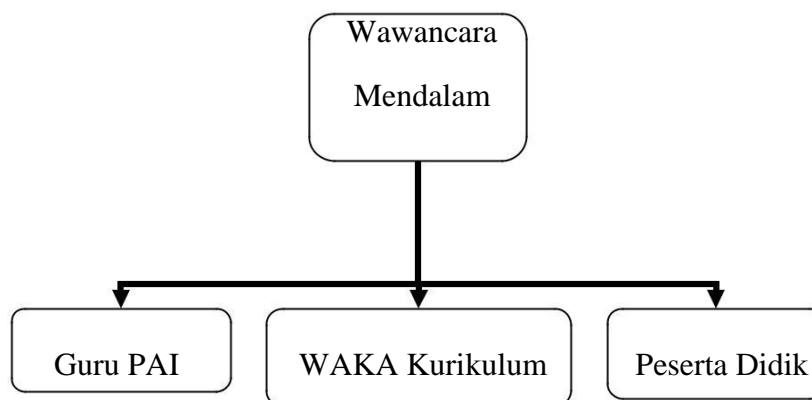 Wawancara
Mendalam
Guru PAI
WAKA Kurikulum
Peserta Didik